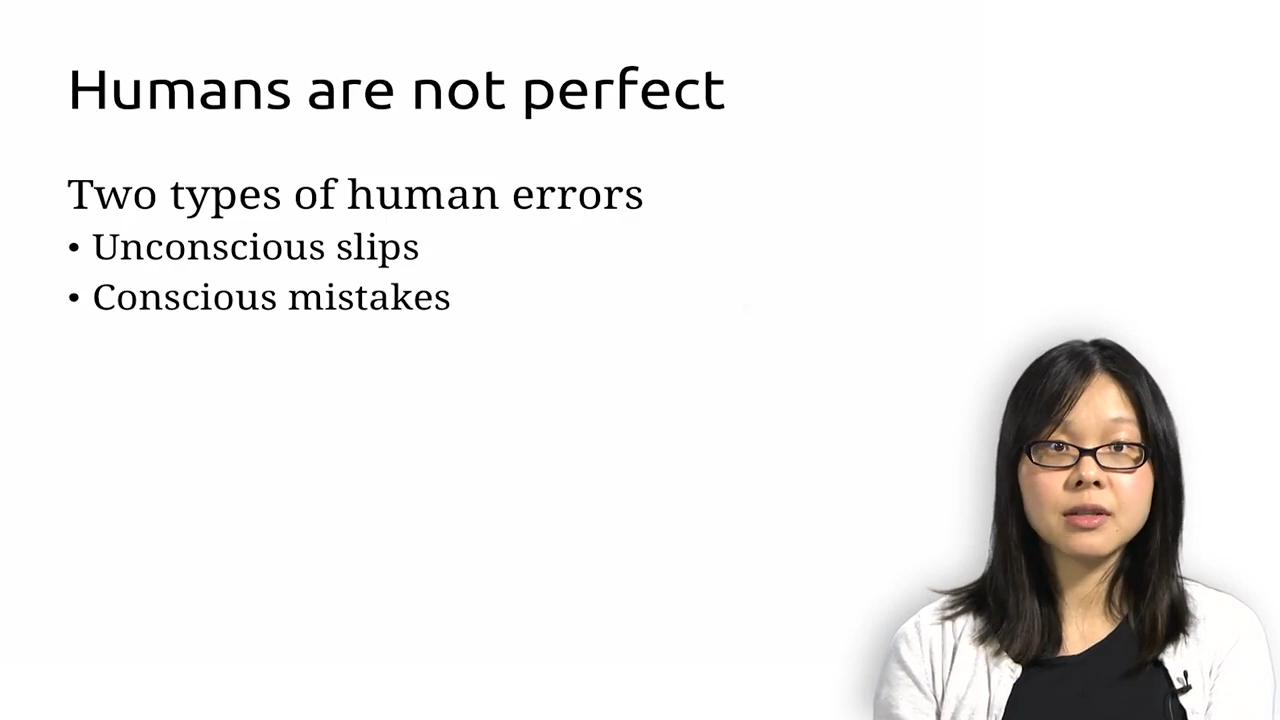 Humans are not perfect
Two types of human errors
• Unconscious slips
• Conscious mistakes